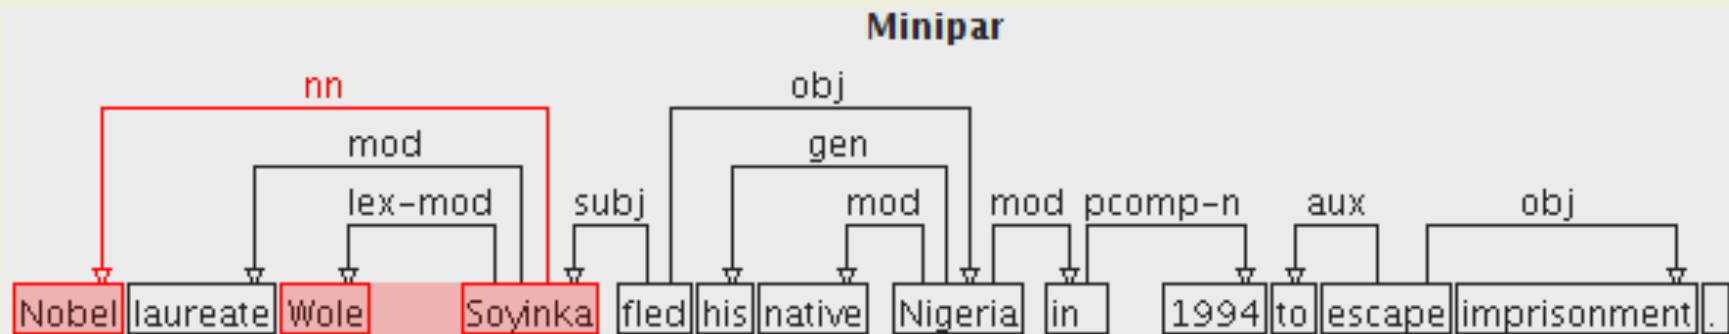 Minipar
nn obj
mod gen
lex-mod subj mod mod pcomp-n aux obj
Nobel laureate Wole Soyinka fled his native Nigeria in 1994 to escape imprisonment .